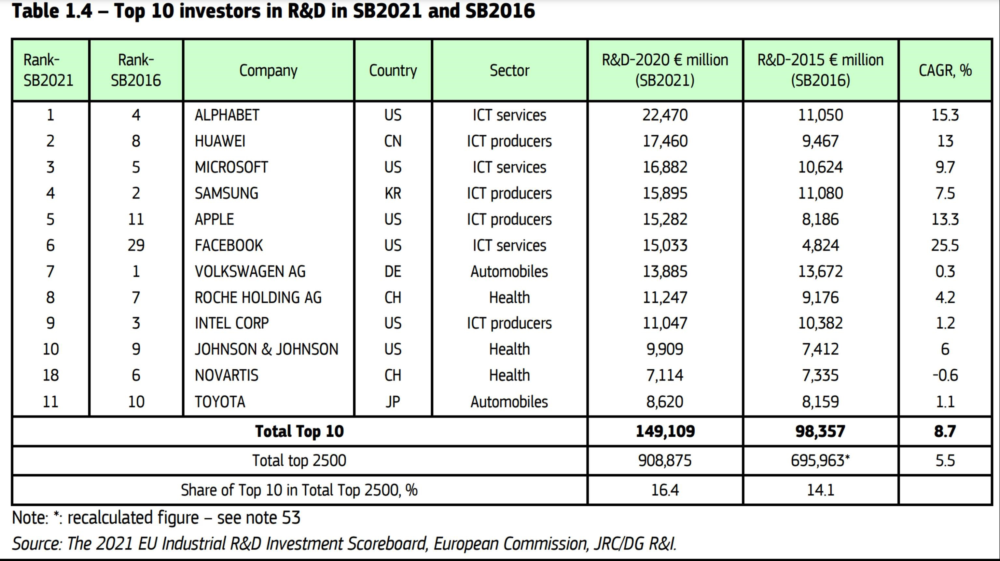 Table 1.4 – Top 10 investors in R&D in SB2021 and SB2016
Rank-SB2021 Rank-SB2016 Company Country Sector R&D-2020 € million (SB2021) R&D-2015 € million (SB2016) CAGR, %
1 4 ALPHABET US ICT services 22,470 11,050 15.3
2 8 HUAWEI CN ICT producers 17,460 9,467 13
3 5 MICROSOFT US ICT services 16,882 10,624 9.7
4 2 SAMSUNG KR ICT producers 15,895 11,080 7.5
5 11 APPLE US ICT producers 15,282 8,186 13.3
6 29 FACEBOOK US ICT services 15,033 4,824 25.5
7 1 VOLKSWAGEN AG DE Automobiles 13,885 13,672 0.3
8 7 ROCHE HOLDING AG CH Health 11,247 9,176 4.2
9 3 INTEL CORP US ICT producers 11,047 10,382 1.2
10 9 JOHNSON & JOHNSON US Health 9,909 7,412 6
18 6 NOVARTIS CH Health 7,114 7,335 -0.6
11 10 TOYOTA JP Automobiles 8,620 8,159 1.1
Total Top 10 149,109 98,357 8.7
Total top 2500 908,875 695,963* 5.5
Share of Top 10 in Total Top 2500, % 16.4 14.1
Note: *: recalculated figure – see note 53
Source: The 2021 EU Industrial R&D Investment Scoreboard, European Commission, JRC/DG R&I.